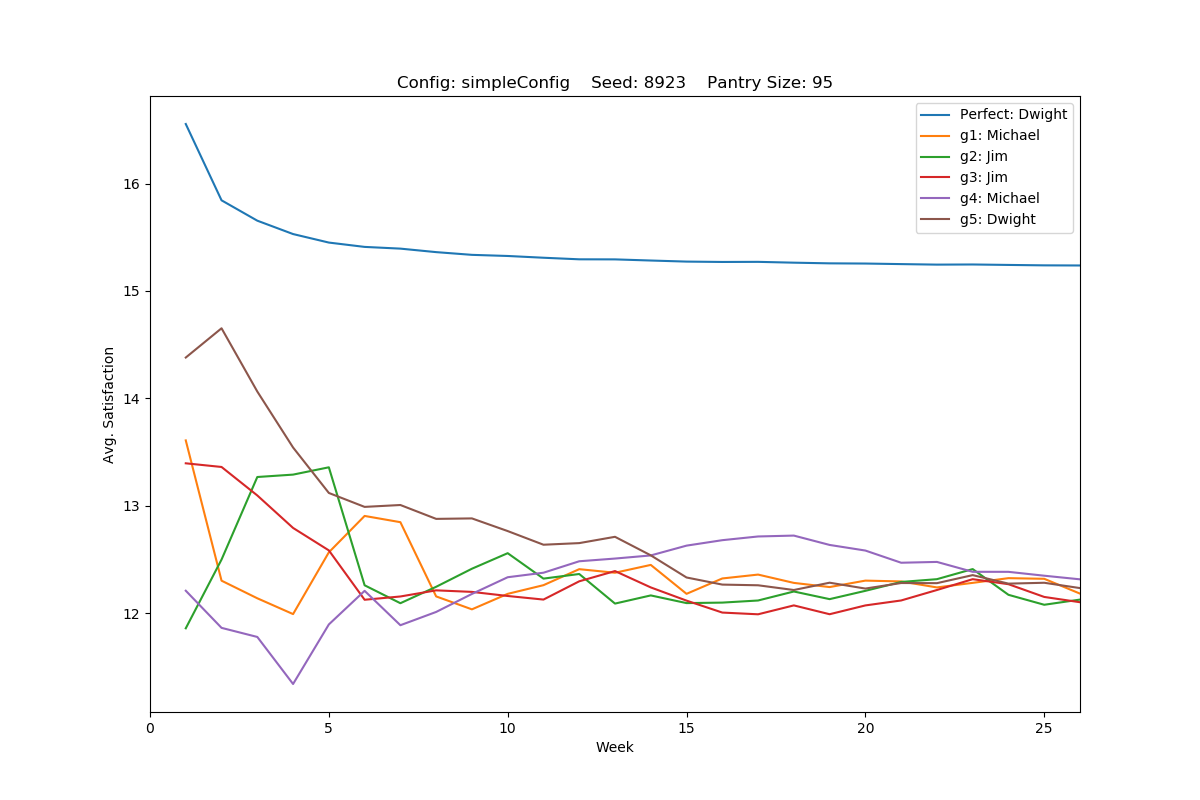 Config: simpleConfig    Seed: 8923    Pantry Size: 95
Perfect: Dwight
g1: Michael
g2: Jim
g3: Jim
g4: Michael
g5: Dwight
Avg. Satisfaction
16
15
14
13
12
0 5 10 15 20 25
Week